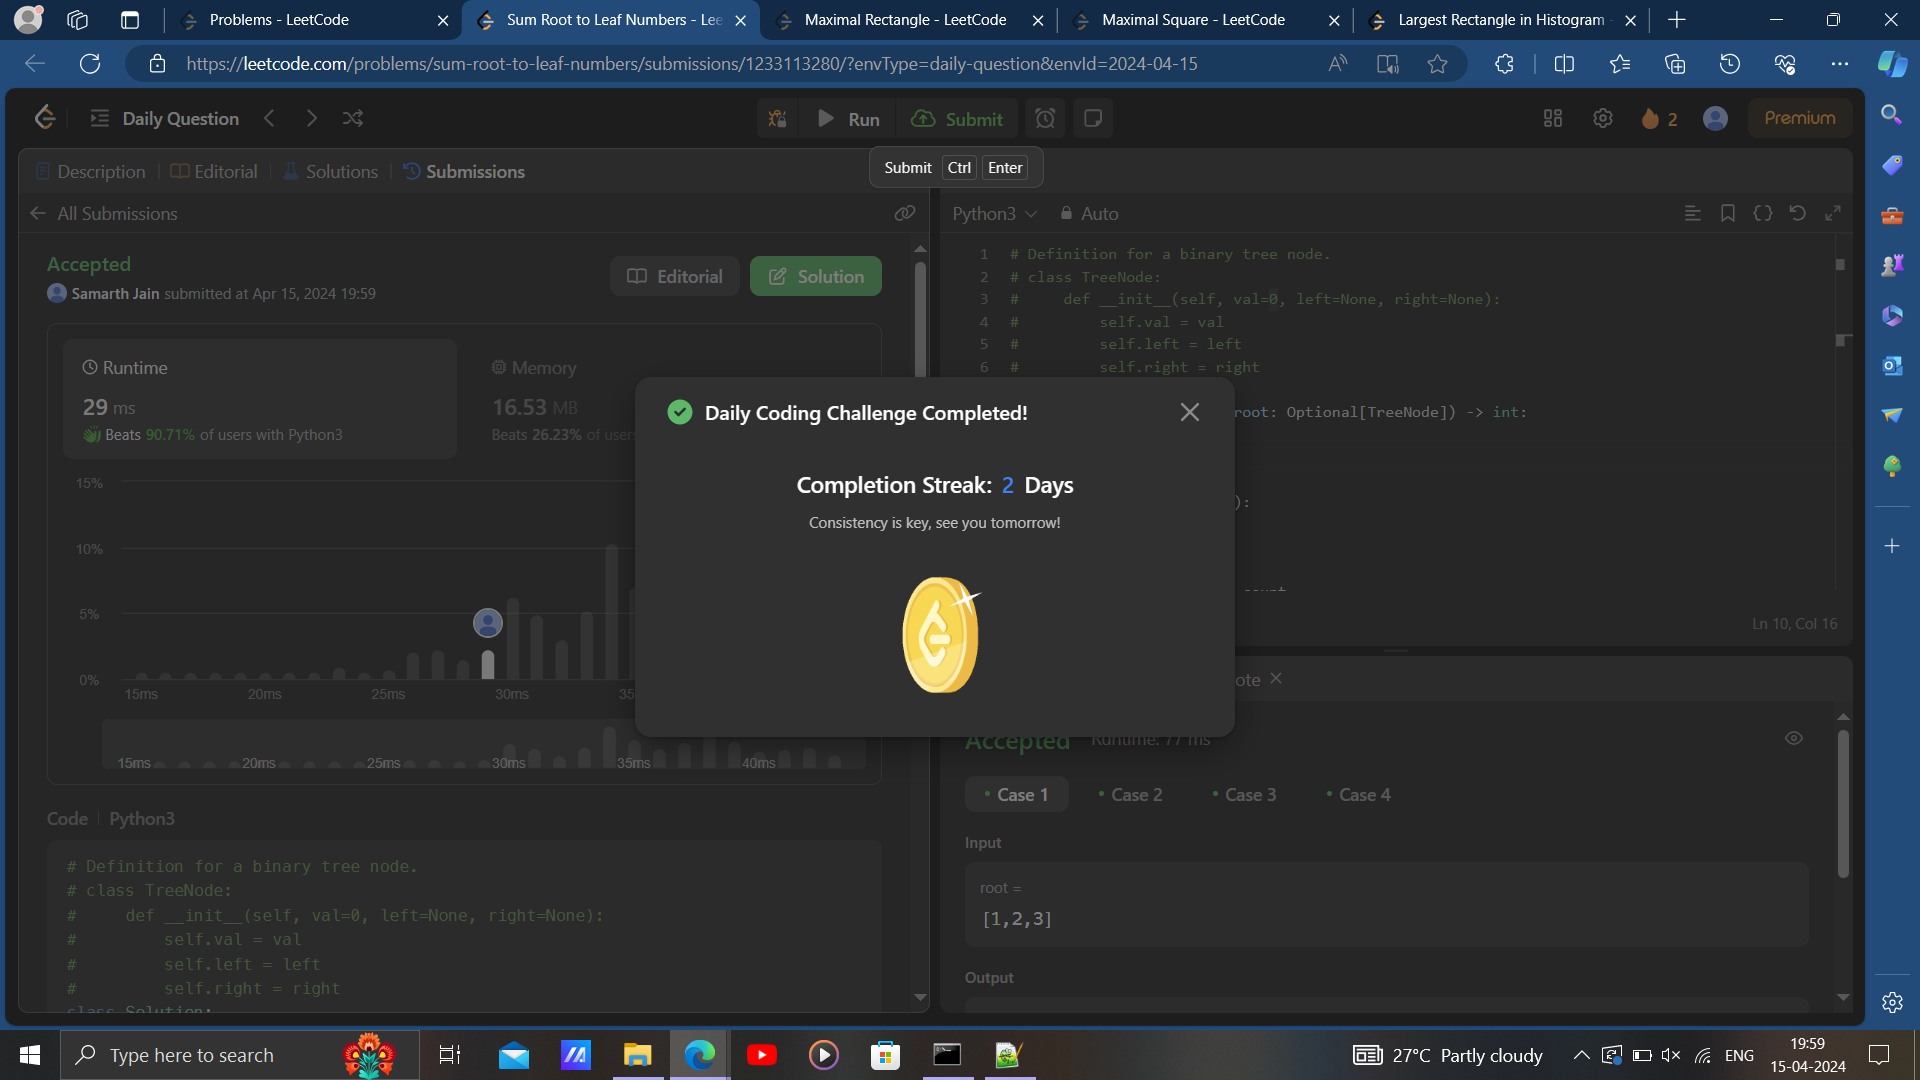 Problems - LeetCode
Sum Root to Leaf Numbers - Lee
Maximal Rectangle - LeetCode
Maximal Square - LeetCode
Largest Rectangle in Histogram -
https://leetcode.com/problems/sum-root-to-leaf-numbers/submissions/1233113280/?envType=daily-question&envId=2024-04-15
Daily Question
Run
Submit
2
Premium
Submit Ctrl Enter
Description
Editorial
Solutions
Submissions
All Submissions
Accepted
Samarth Jain submitted at Apr 15, 2024 19:59
Editorial
Solution
Runtime
29 ms
Beats 90.71% of users with Python3
Memory
16.53 MB
Beats 26.23% of users
15%
10%
5%
0%
15ms 20ms 25ms 30ms 35
15ms 20ms 25ms 30ms 35ms 40ms
Code Python3
# Definition for a binary tree node.
# class TreeNode:
#     def __init__(self, val=0, left=None, right=None):
#         self.val = val
#         self.left = left
#         self.right = right
class Solution:
Python3
Auto
1 # Definition for a binary tree node.
2 # class TreeNode:
3 #     def __init__(self, val=0, left=None, right=None):
4 #         self.val = val
5 #         self.left = left
6 #         self.right = right
root: Optional[TreeNode]) -> int:
):
Ln 10, Col 16
Daily Coding Challenge Completed!
Completion Streak: 2 Days
Consistency is key, see you tomorrow!
ote
Accepted Runtime: 77 ms
Case 1
Case 2
Case 3
Case 4
Input
root =
[1,2,3]
Output
Type here to search
27°C Partly cloudy
ENG
19:59
15-04-2024